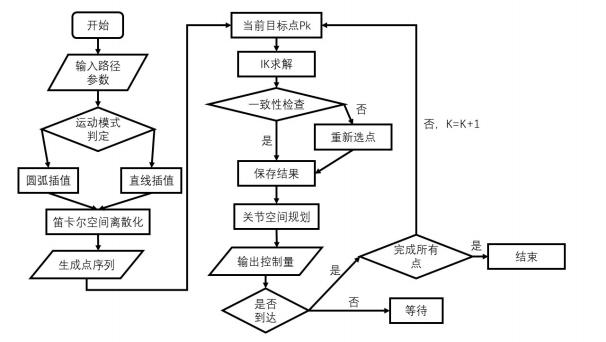 开始
输入路径
参数
运动模式
判定
圆弧插值
直线插值
笛卡尔空间离散化
生成点序列
当前目标点Pk
IK求解
一致性检查
否
是
重新选点
保存结果
关节空间规划
输出控制量
是否
到达
是
否
等待
完成所有
点
否，K=K+1
是
结束